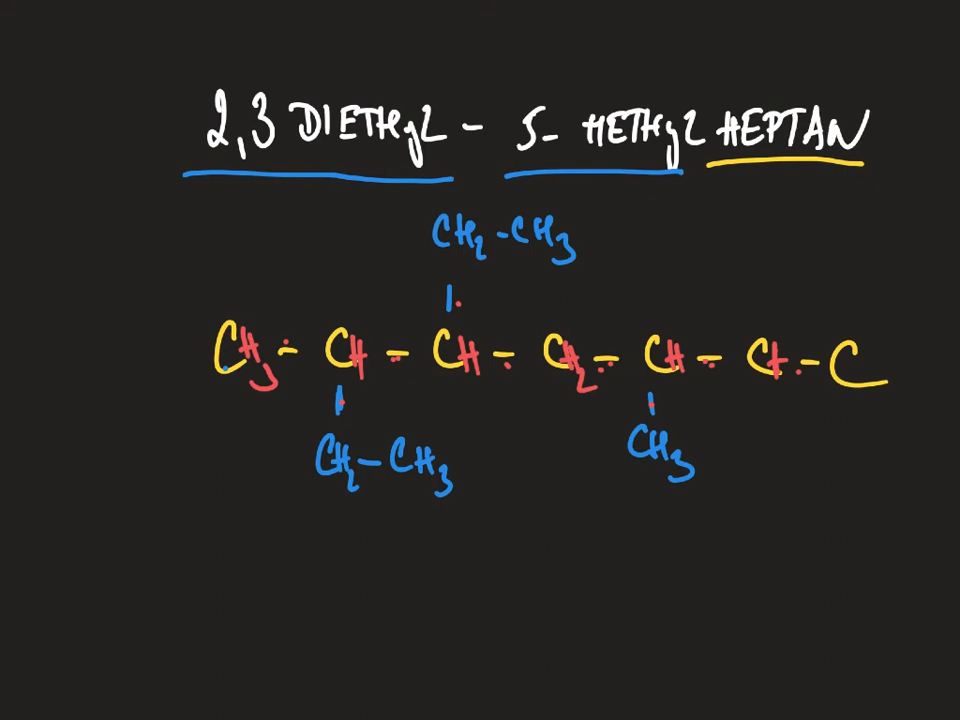 2,3 DIETHyL - 5- METHyL HEPTAN
CH2 - CH3
CH3 - CH - CH - CH2 - CH - CH - C
CH2 - CH3 CH3